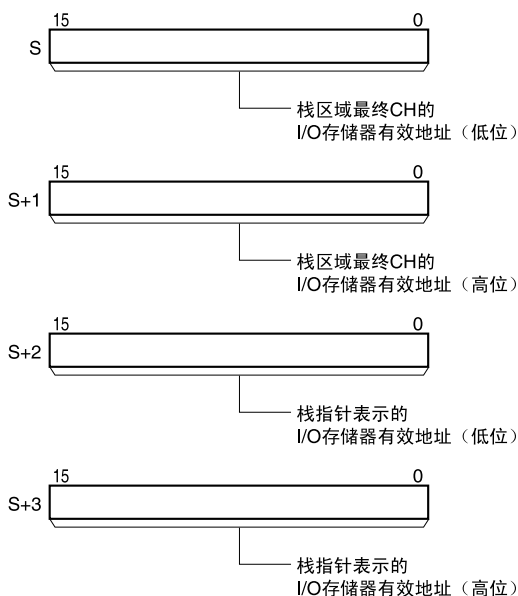 15 0
S
栈区域最终CH的
I/O存储器有效地址（低位）
15 0
S+1
栈区域最终CH的
I/O存储器有效地址（高位）
15 0
S+2
栈指针表示的
I/O存储器有效地址（低位）
15 0
S+3
栈指针表示的
I/O存储器有效地址（高位）